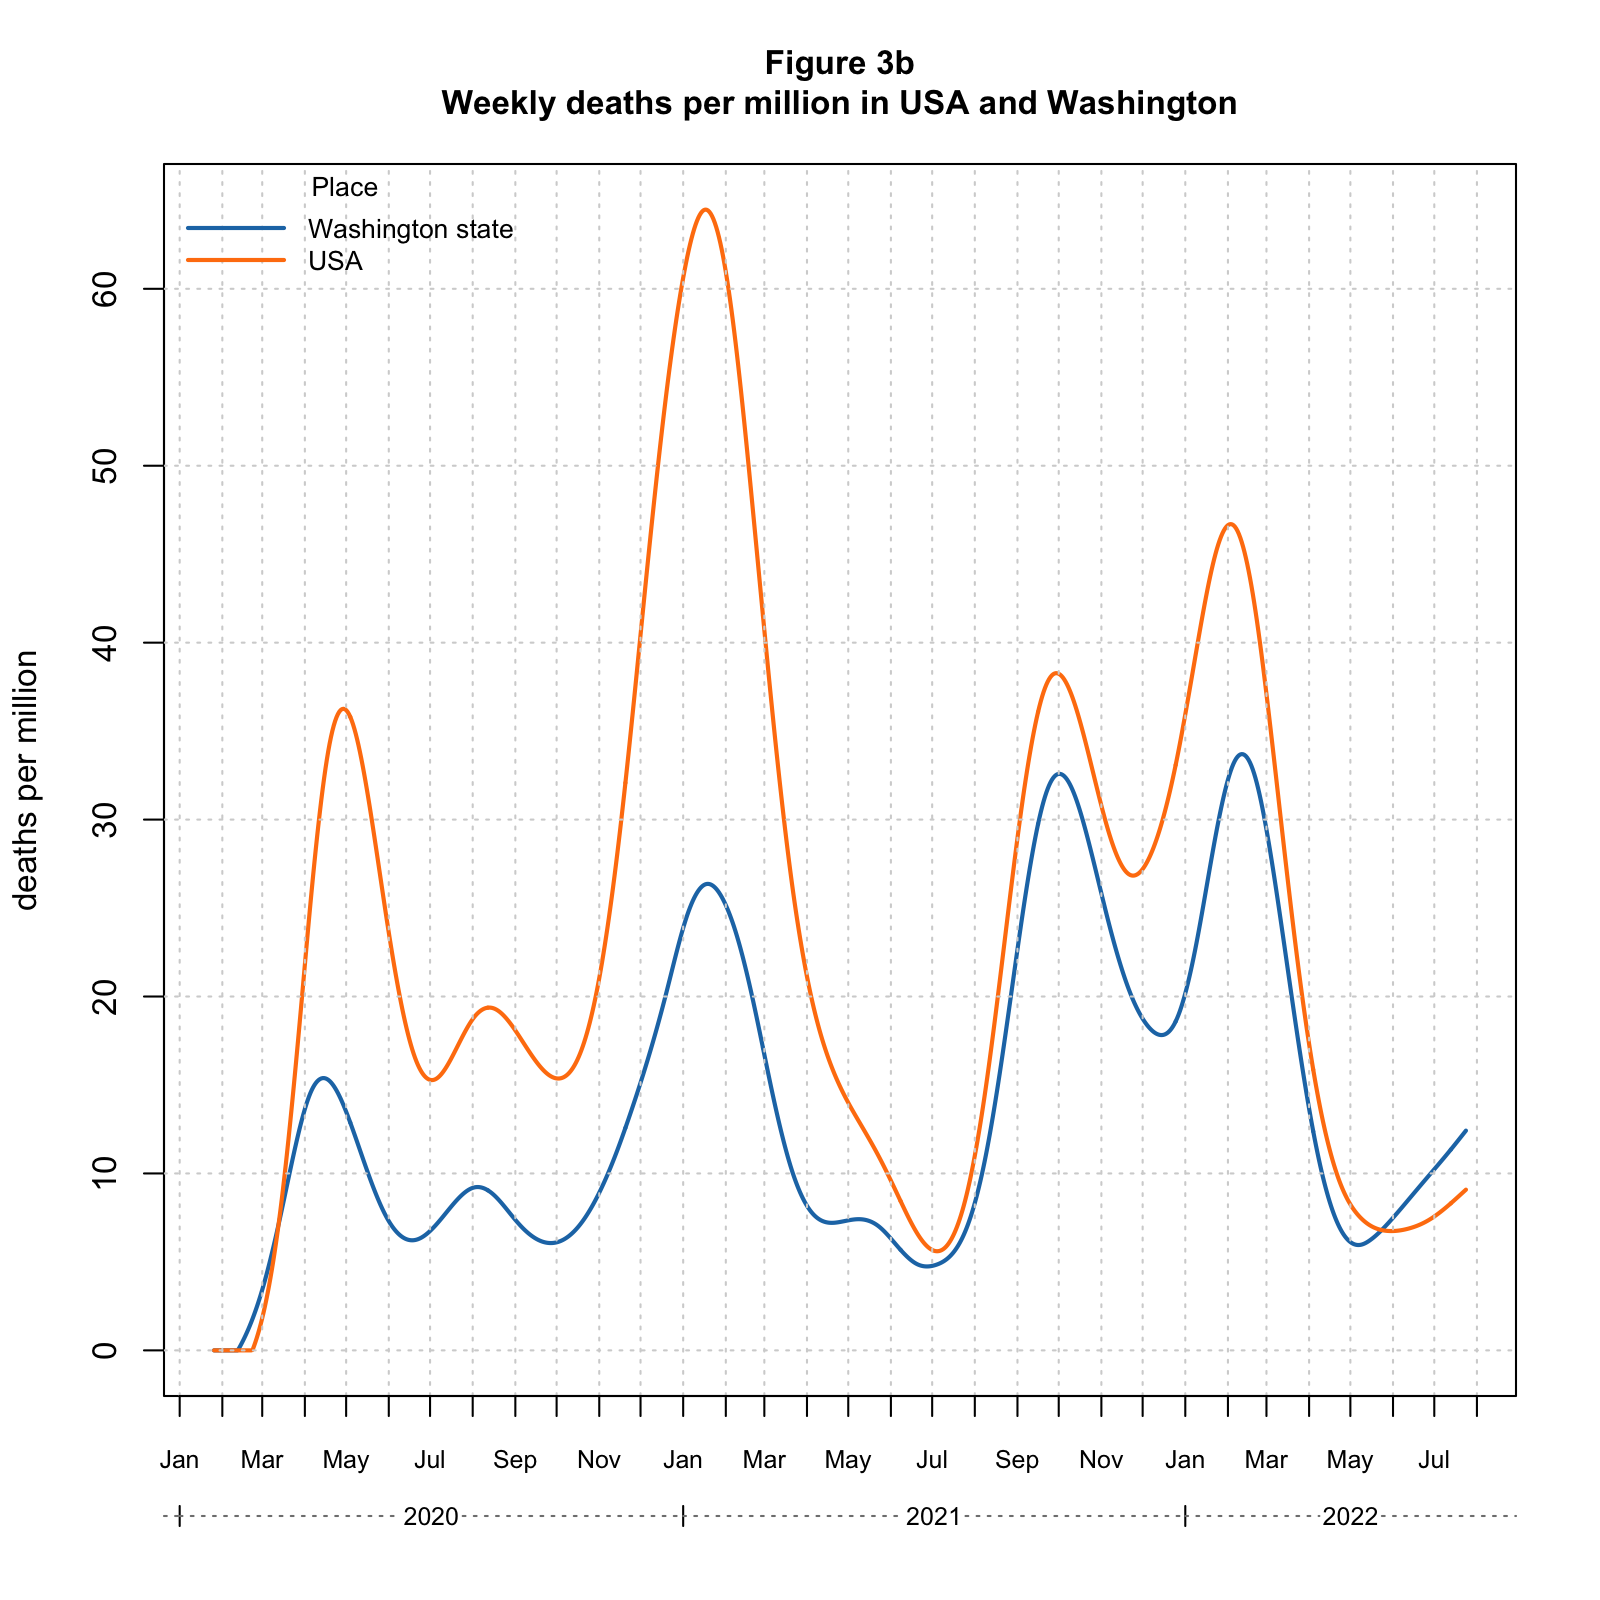 Figure 3b
Weekly deaths per million in USA and Washington
Place
Washington state
USA
deaths per million
60
50
40
30
20
10
0
Jan Mar May Jul Sep Nov Jan Mar May Jul Sep Nov Jan Mar May Jul
2020 2021 2022